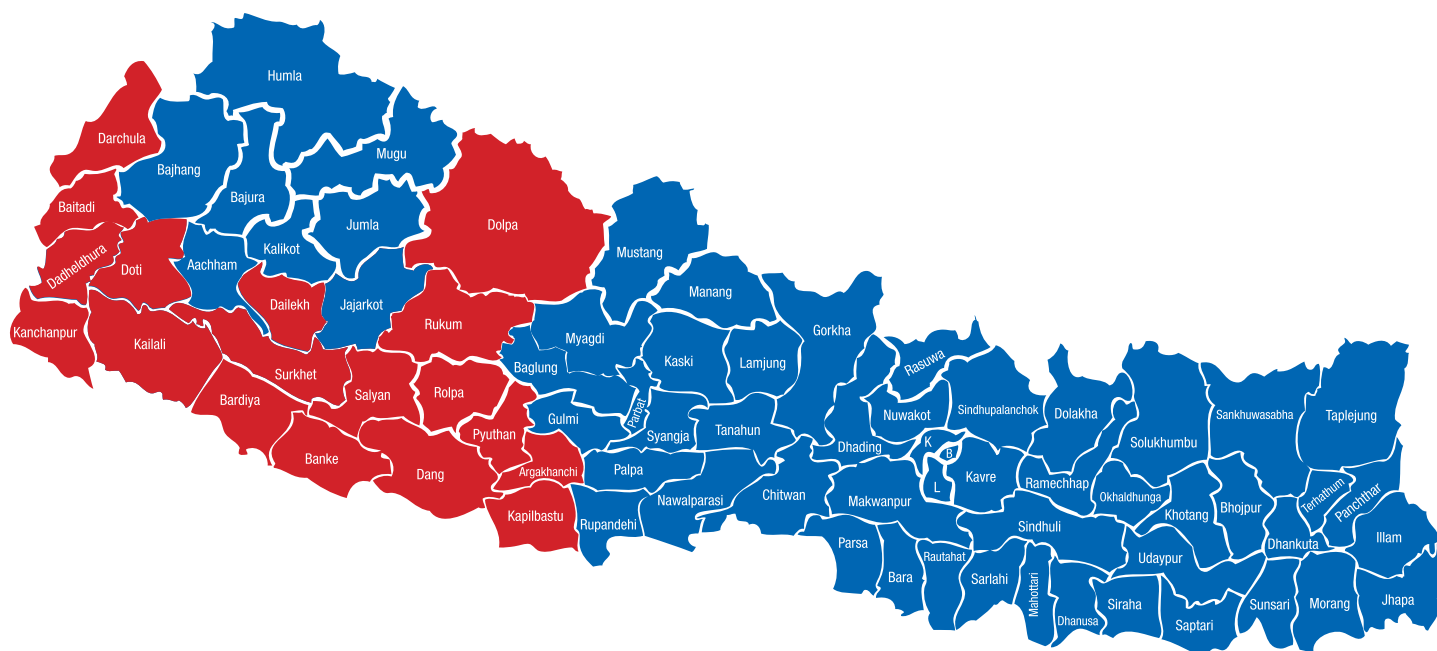 Humla
Darchula
Mugu
Bajhang
Bajura
Baitadi
Jumla
Dolpa
Kalikot
Mustang
Dadheldhura
Doti
Aachham
Manang
Dailekh
Jajarkot
Rukum
Gorkha
Kanchanpur
Kailali
Myagdi
Kaski
Lamjung
Rasuwa
Baglung
Surkhet
Salyan
Rolpa
Bardiya
Parbat
Gulmi
Nuwakot
Sindhupalanchok
Dolakha
Sankhuwasabha
Taplejung
Pyuthan
Syangja
Tanahun
Dhading
K
B
L
Solukhumbu
Banke
Dang
Argakhanchi
Palpa
Kavre
Ramechhap
Okhaldhunga
Terhathum
Panchthar
Nawalparasi
Chitwan
Makwanpur
Khotang
Bhojpur
Kapilbastu
Rupandehi
Sindhuli
Illam
Parsa
Rautahat
Udaypur
Dhankuta
Bara
Sarlahi
Mahottari
Dhanusa
Siraha
Saptari
Sunsari
Morang
Jhapa